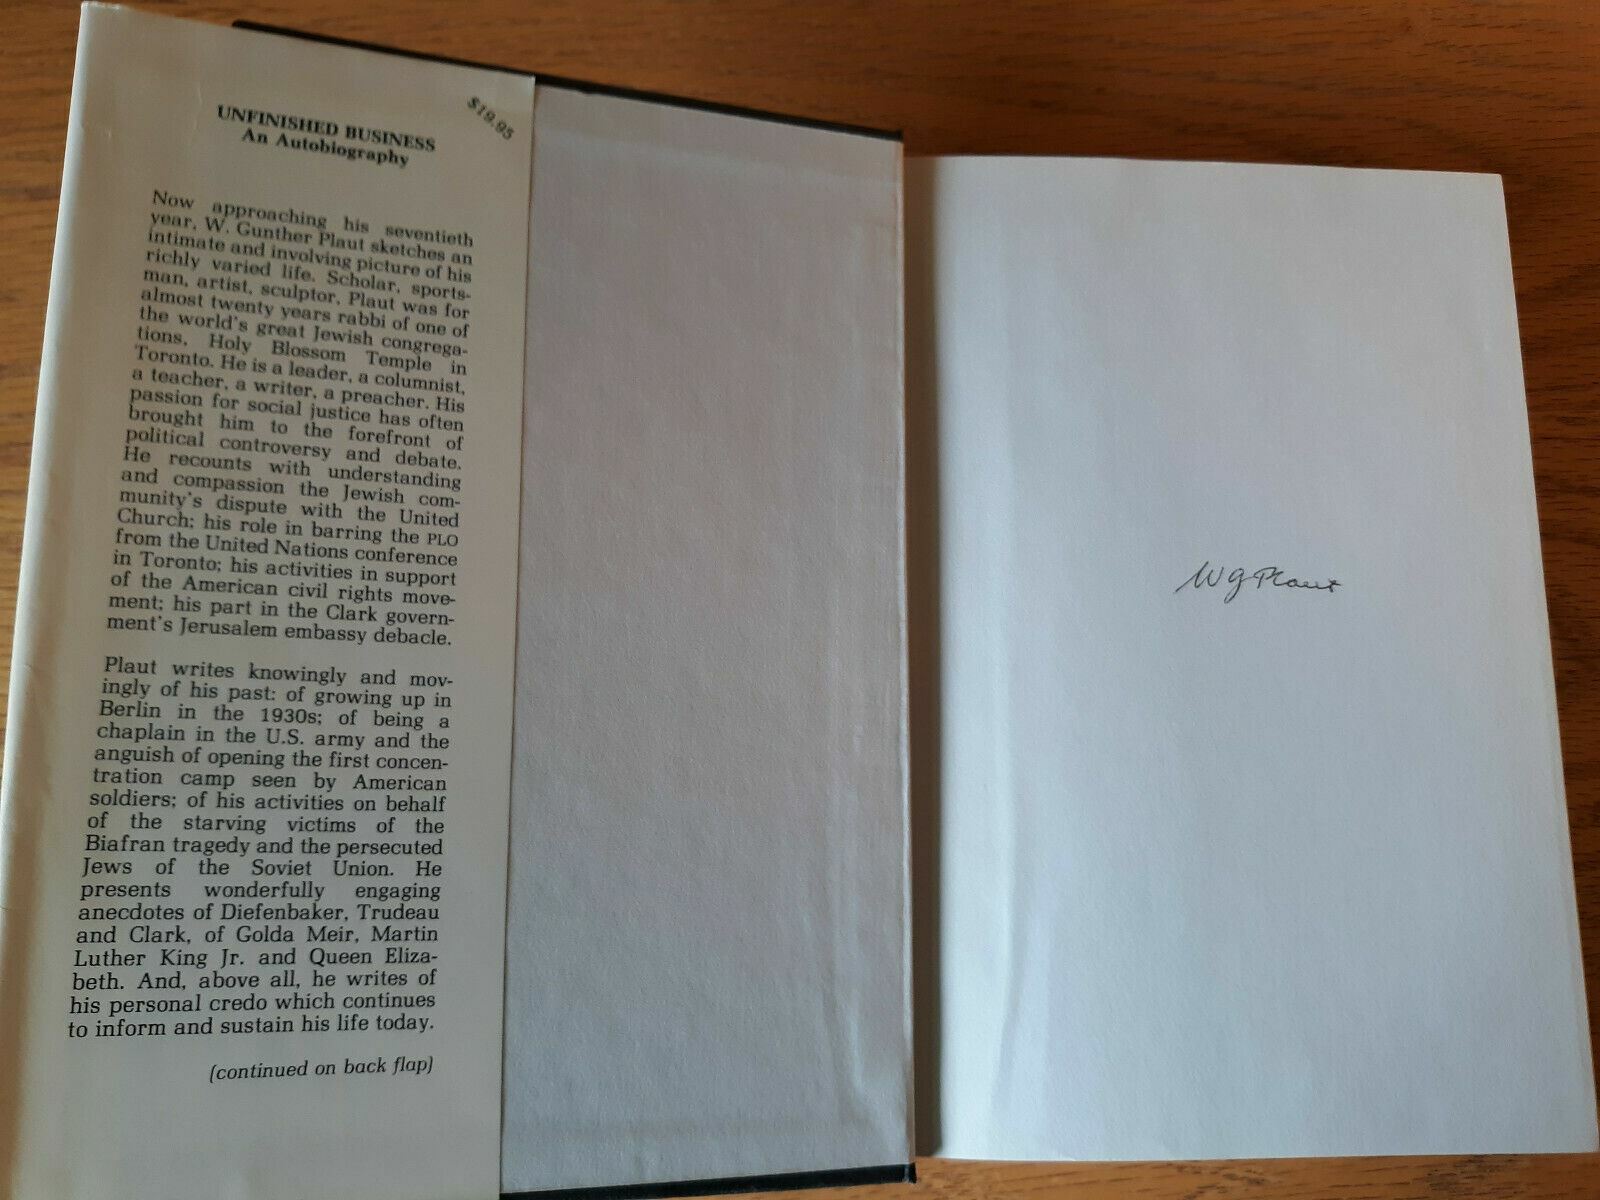 $19.95
UNFINISHED BUSINESS
An Autobiography
Now approaching his seventieth
year, W. Gunther Plaut sketches an
intimate and involving picture of his
richly varied life. Scholar, sports-
man, artist, sculptor, Plaut was for
almost twenty years rabbi of one of
the world's great Jewish congrega-
tions, Holy Blossom Temple in
Toronto. He is a leader, a columnist,
a teacher, a writer, a preacher. His
passion for social justice has often
brought him to the forefront of
political controversy and debate.
He recounts with understanding
and compassion the Jewish com-
munity's dispute with the United
Church; his role in barring the PLO
from the United Nations conference
in Toronto; his activities in support
of the American civil rights move-
ment; his part in the Clark govern-
ment's Jerusalem embassy debacle.
Plaut writes knowingly and mov-
ingly of his past: of growing up in
Berlin in the 1930s; of being a
chaplain in the U.S. army and the
anguish of opening the first concen-
tration camp seen by American
soldiers; of his activities on behalf
of the starving victims of the
Biafran tragedy and the persecuted
Jews of the Soviet Union. He
presents wonderfully engaging
anecdotes of Diefenbaker, Trudeau
and Clark, of Golda Meir, Martin
Luther King Jr. and Queen Eliza-
beth. And, above all, he writes of
his personal credo which continues
to inform and sustain his life today.
(continued on back flap)
WGPlaut